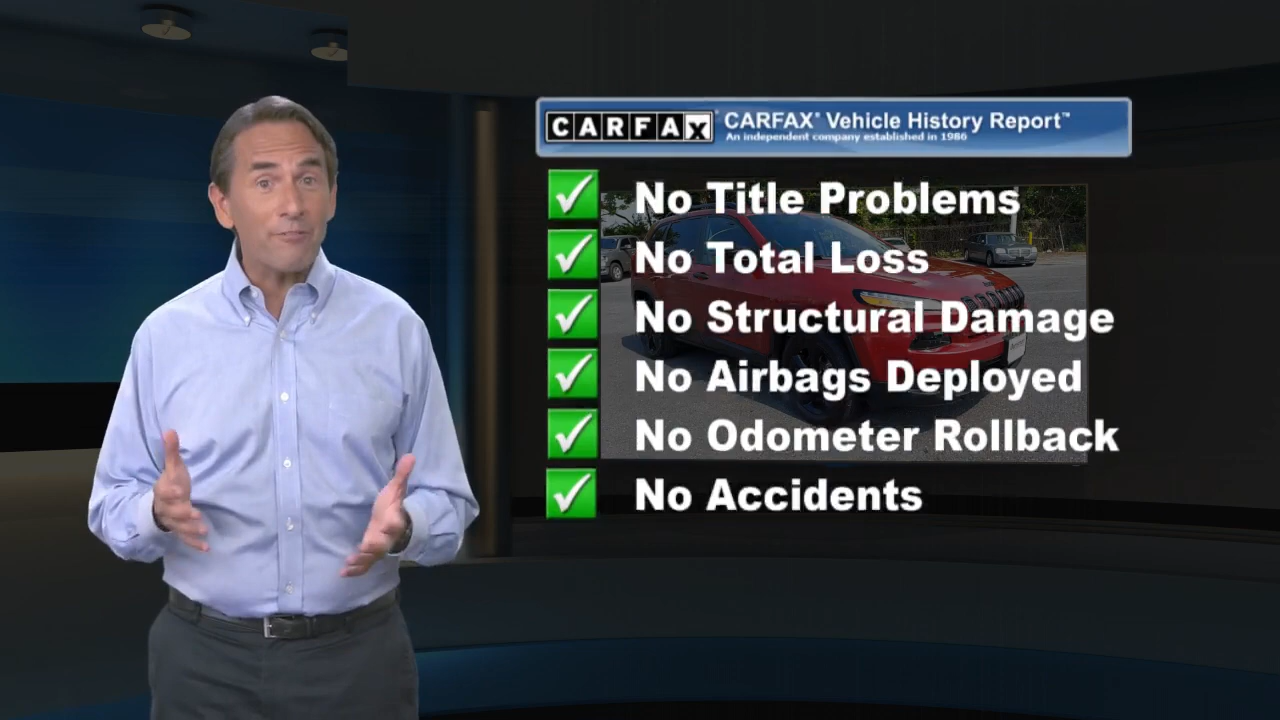 CARFAX® CARFAX® Vehicle History Report™
An independent company established in 1986
No Title Problems
No Total Loss
No Structural Damage
No Airbags Deployed
No Odometer Rollback
No Accidents